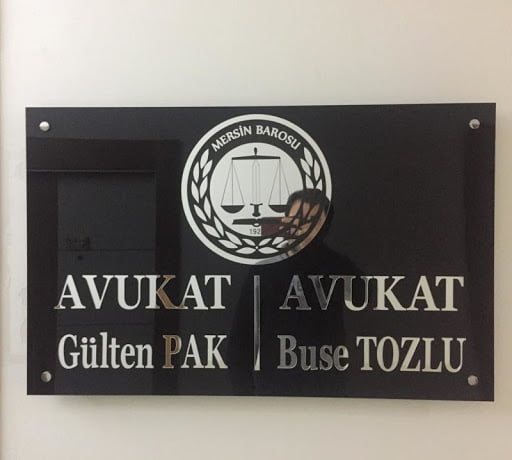 MERSİN BAROSU
AVUKAT
Gülten PAK
AVUKAT
Buse TOZLU